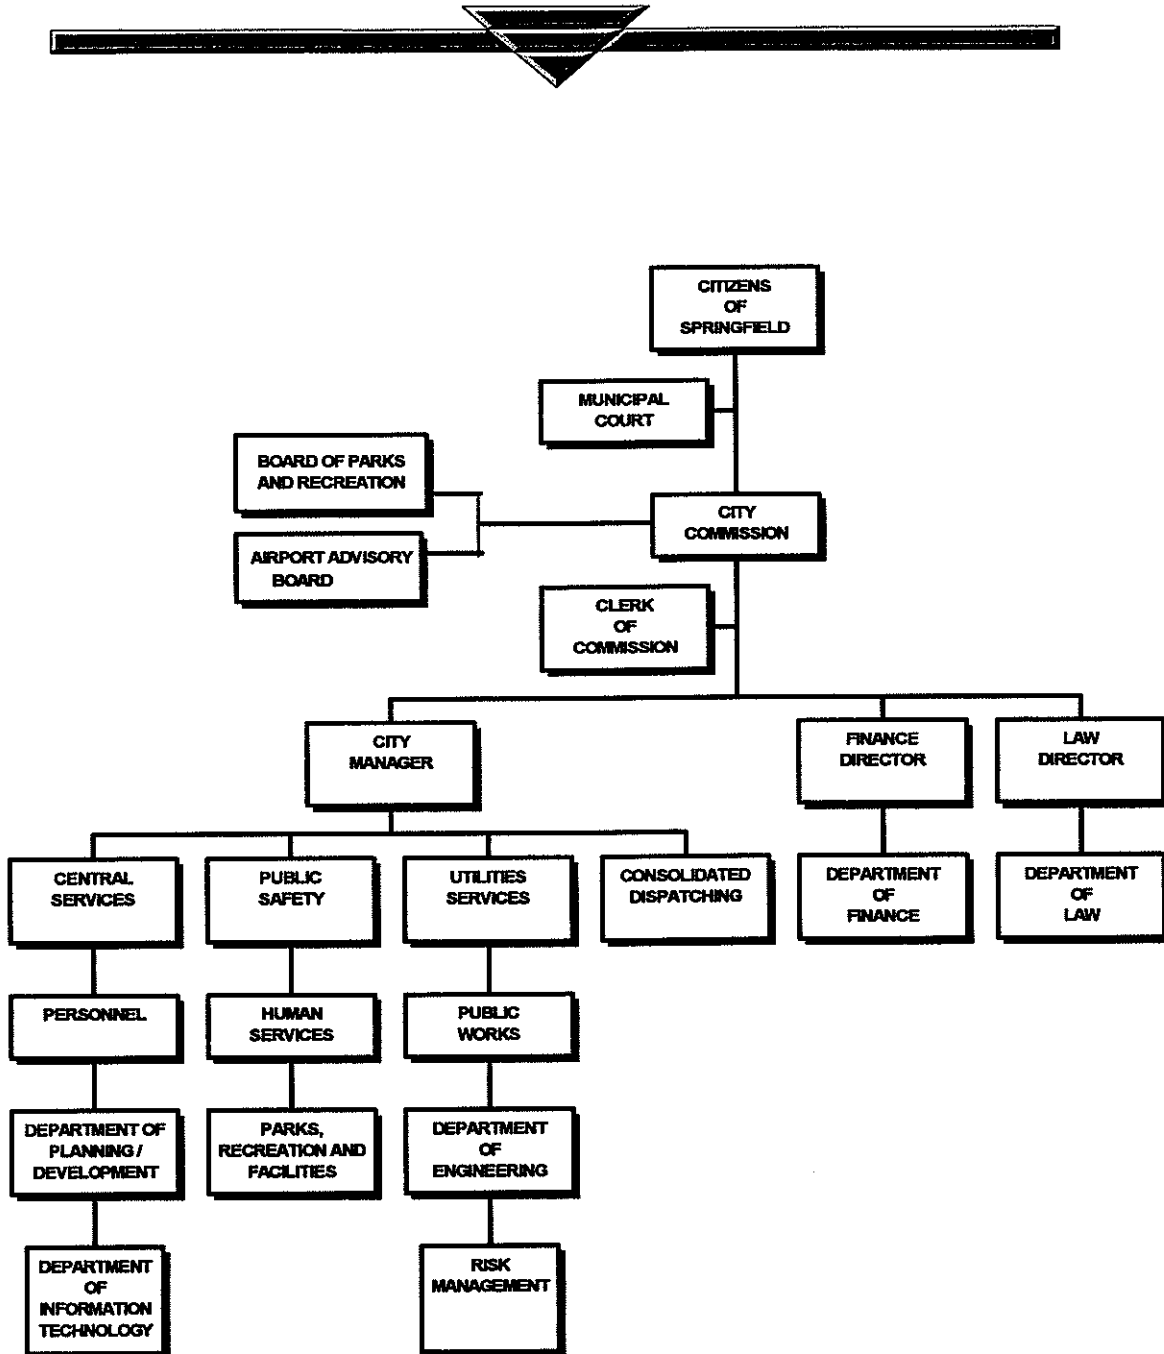 CITIZENS
OF
SPRINGFIELD
MUNICIPAL
COURT
BOARD OF PARKS
AND RECREATION
CITY
COMMISSION
AIRPORT ADVISORY
BOARD
CLERK
OF
COMMISSION
CITY
MANAGER
FINANCE
DIRECTOR
LAW
DIRECTOR
CENTRAL
SERVICES
PUBLIC
SAFETY
UTILITIES
SERVICES
CONSOLIDATED
DISPATCHING
DEPARTMENT
OF
FINANCE
DEPARTMENT
OF
LAW
PERSONNEL
HUMAN
SERVICES
PUBLIC
WORKS
DEPARTMENT OF
PLANNING /
DEVELOPMENT
PARKS,
RECREATION AND
FACILITIES
DEPARTMENT
OF
ENGINEERING
DEPARTMENT
OF
INFORMATION
TECHNOLOGY
RISK
MANAGEMENT